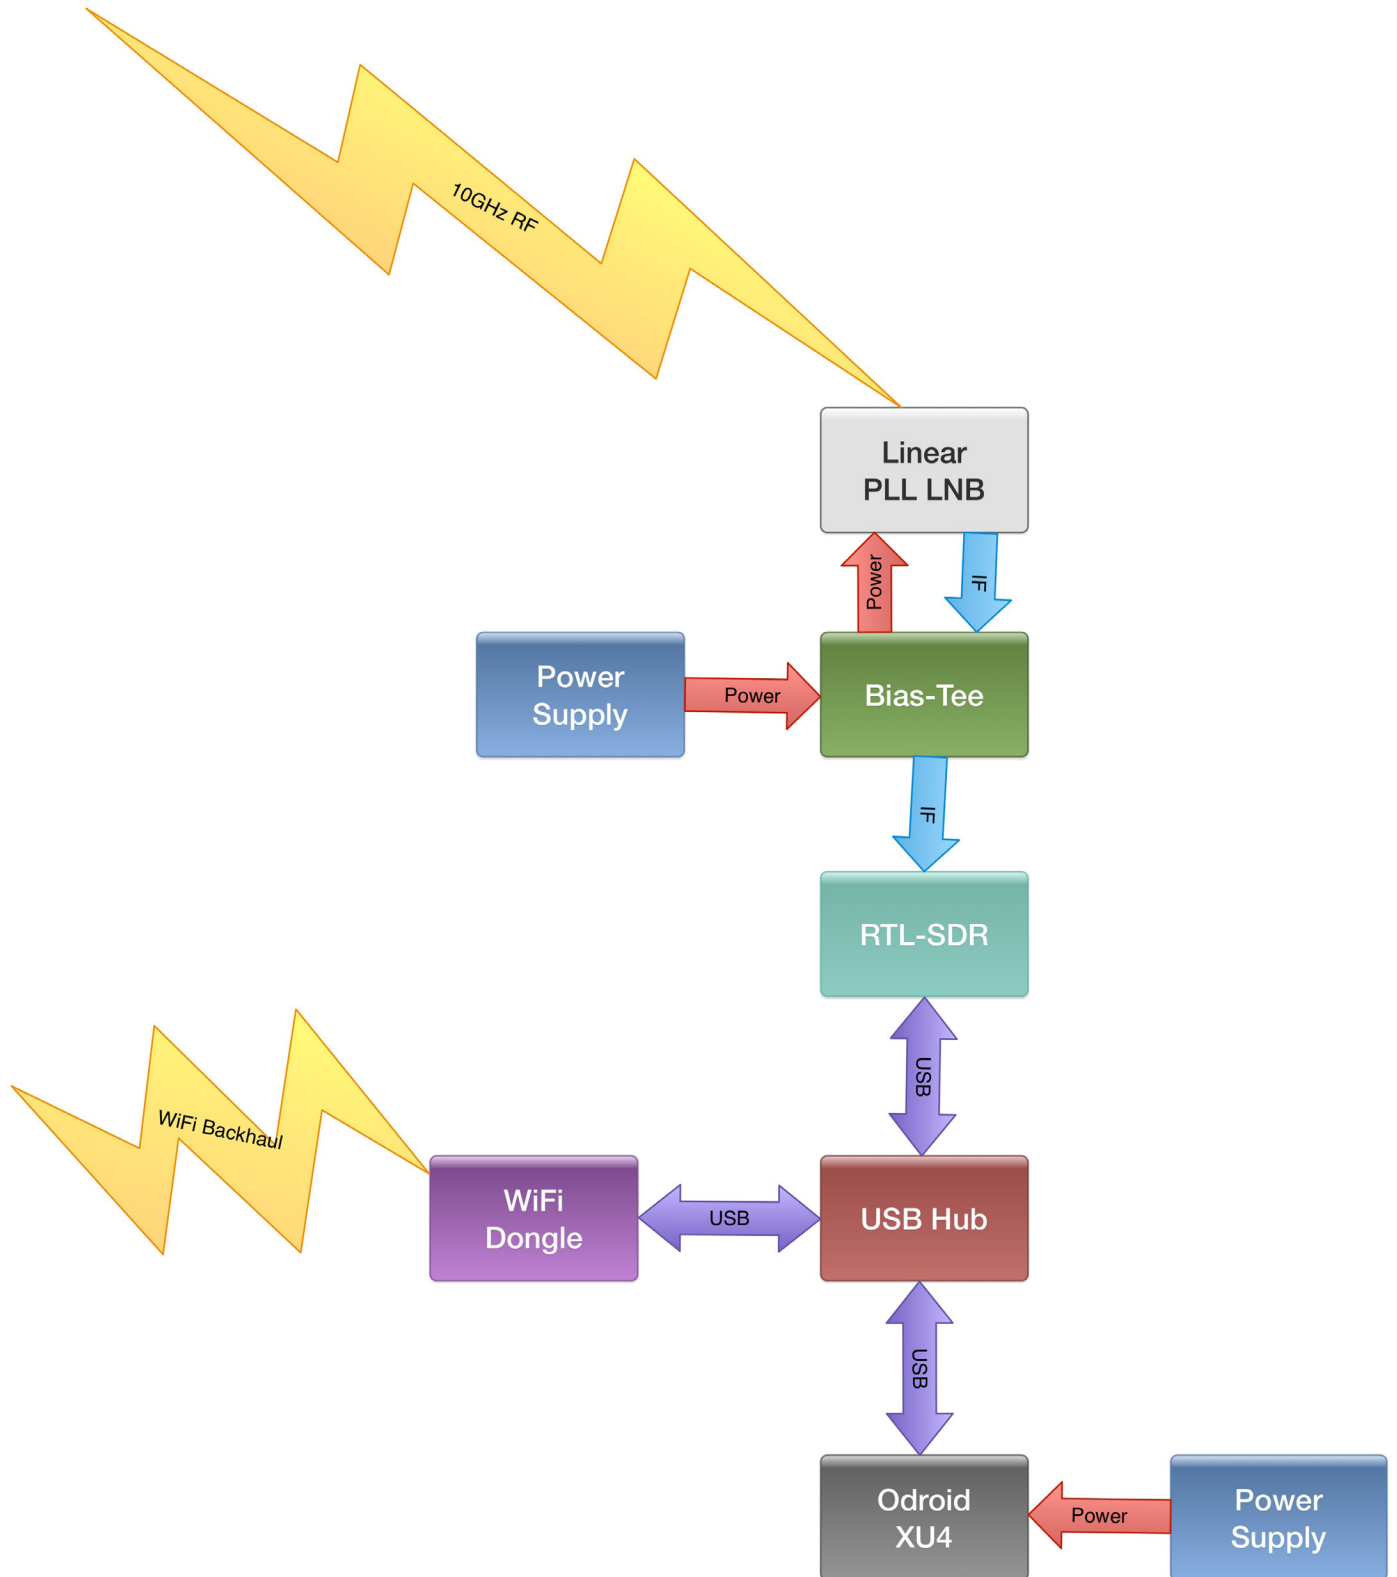 10GHz RF
Linear
PLL LNB
Power
IF
Power
Supply
Power
Bias-Tee
IF
RTL-SDR
USB
WiFi Backhaul
WiFi
Dongle
USB
USB Hub
USB
Odroid
XU4
Power
Power
Supply